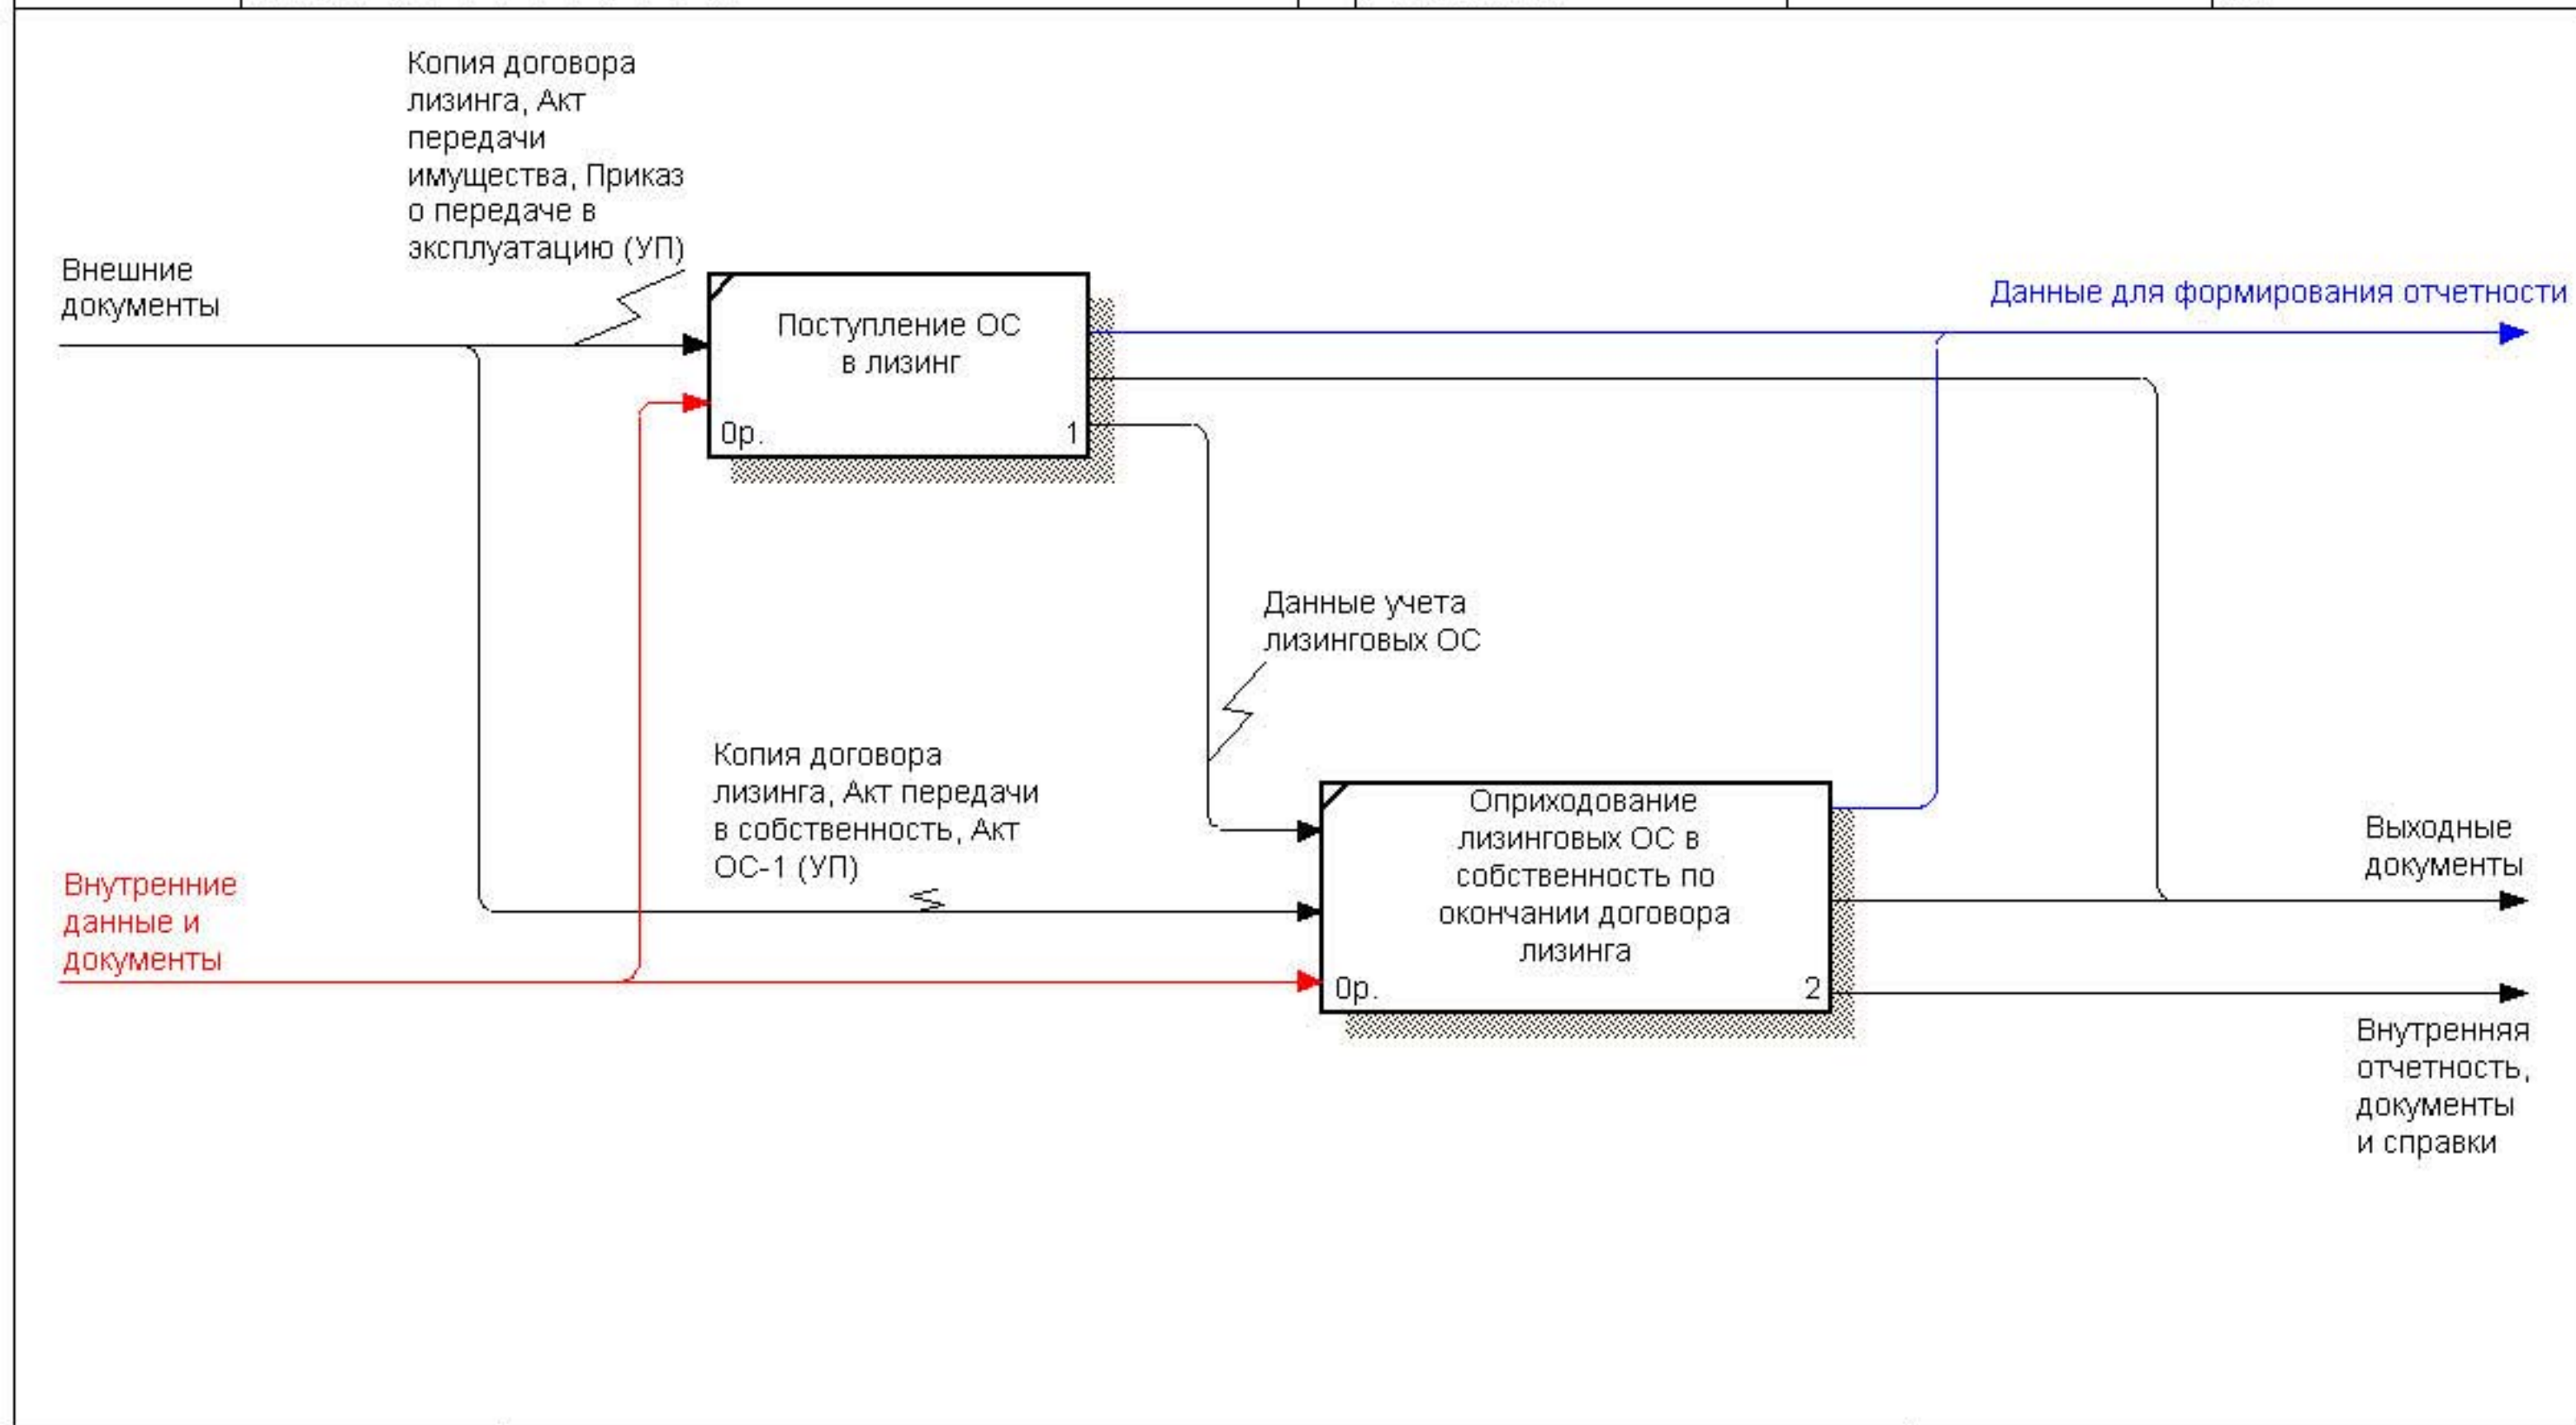 Копия договора
лизинга, Акт
передачи
имущества, Приказ
о передаче в
эксплуатацию (УП)
Внешние
документы
Поступление ОС
в лизинг
0р.
1
Данные для формирования отчетности
Данные учета
лизинговых ОС
Копия договора
лизинга, Акт передачи
в собственность, Акт
ОС-1 (УП)
Внутренние
данные и
документы
Оприходование
лизинговых ОС в
собственность по
окончании договора
лизинга
0р.
2
Выходные
документы
Внутренняя
отчетность,
документы
и справки